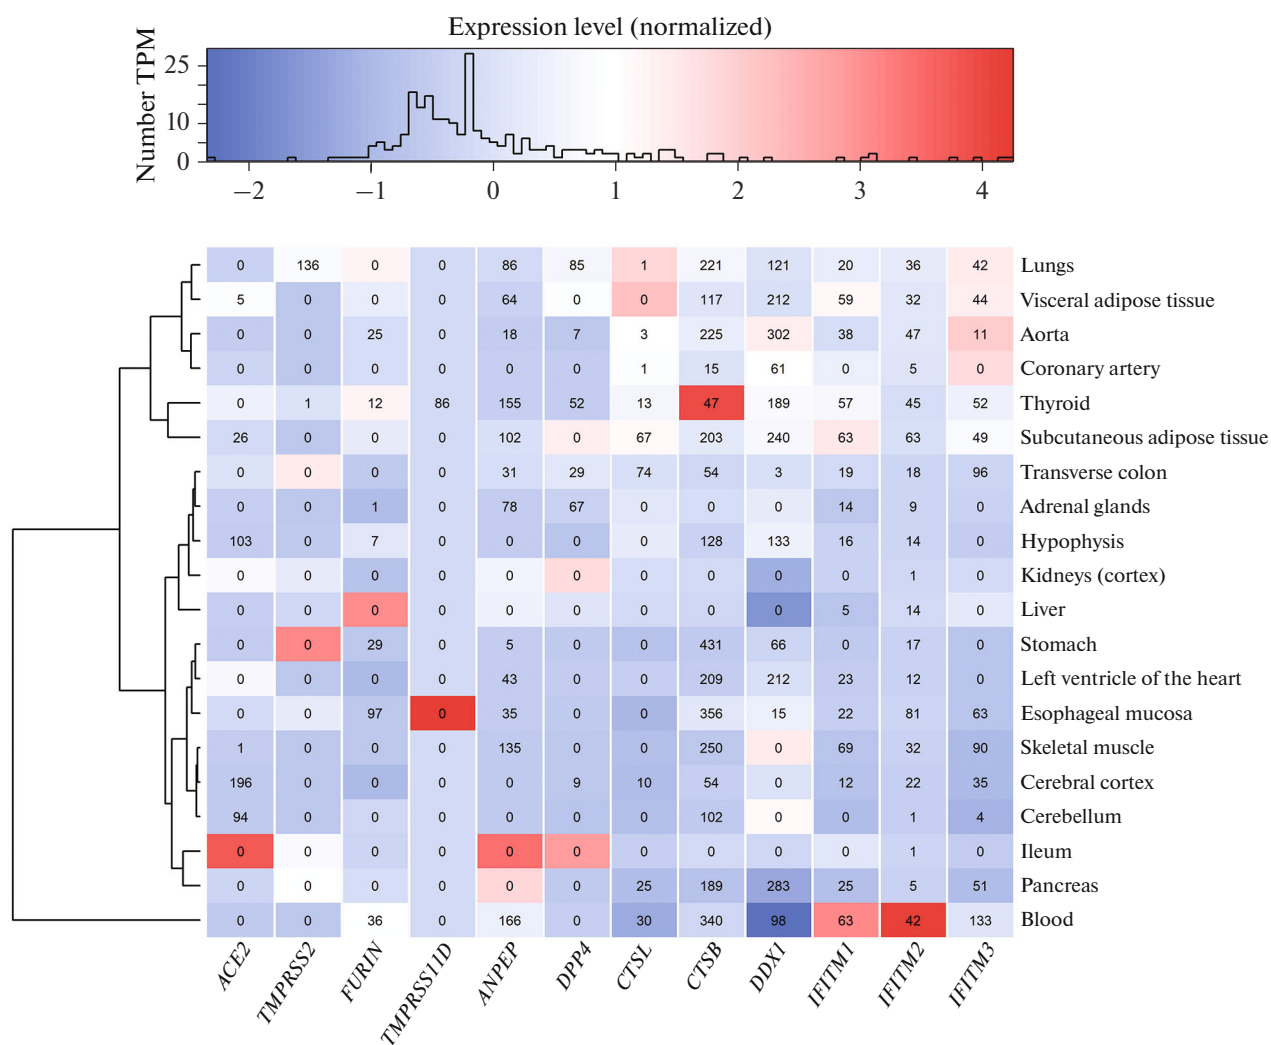 Expression level (normalized)
Number TPM
25
10
0
−2 −1 0 1 2 3 4
0 136 0 0 86 85 1 221 121 20 36 42 Lungs
5 0 0 0 64 0 0 117 212 59 32 44 Visceral adipose tissue
0 0 25 0 18 7 3 225 302 38 47 11 Aorta
0 0 0 0 0 0 1 15 61 0 5 0 Coronary artery
0 1 12 86 155 52 13 47 189 57 45 52 Thyroid
26 0 0 0 102 0 67 203 240 63 63 49 Subcutaneous adipose tissue
0 0 0 0 31 29 74 54 3 19 18 96 Transverse colon
0 0 1 0 78 67 0 0 0 14 9 0 Adrenal glands
103 0 7 0 0 0 0 128 133 16 14 0 Hypophysis
0 0 0 0 0 0 0 0 0 0 1 0 Kidneys (cortex)
0 0 0 0 0 0 0 0 0 5 14 0 Liver
0 0 29 0 5 0 0 431 66 0 17 0 Stomach
0 0 0 0 43 0 0 209 212 23 12 0 Left ventricle of the heart
0 0 97 0 35 0 0 356 15 22 81 63 Esophageal mucosa
1 0 0 0 135 0 0 250 0 69 32 90 Skeletal muscle
196 0 0 0 0 9 10 54 0 12 22 35 Cerebral cortex
94 0 0 0 0 0 0 102 0 0 1 4 Cerebellum
0 0 0 0 0 0 0 0 0 0 1 0 Ileum
0 0 0 0 0 0 25 189 283 25 5 51 Pancreas
0 0 36 0 166 0 30 340 98 63 42 133 Blood
ACE2 TMPRSS2 FURIN TMPRSS11D ANPEP DPP4 CTSL CTSB DDX1 IFITM1 IFITM2 IFITM3